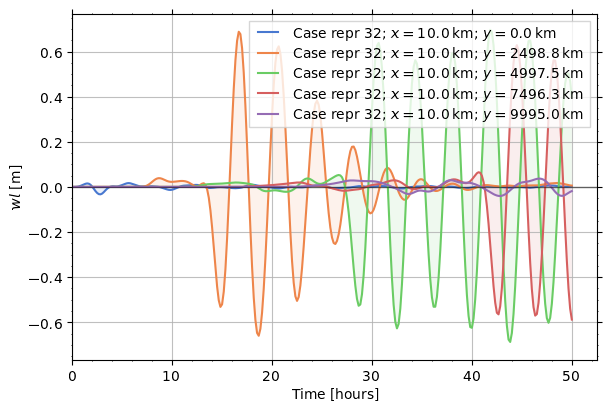 Case repr 32; x = 10.0 km; y = 0.0 km
Case repr 32; x = 10.0 km; y = 2498.8 km
Case repr 32; x = 10.0 km; y = 4997.5 km
Case repr 32; x = 10.0 km; y = 7496.3 km
Case repr 32; x = 10.0 km; y = 9995.0 km
wl [m]
0.6
0.4
0.2
0.0
−0.2
−0.4
−0.6
0 10 20 30 40 50
Time [hours]